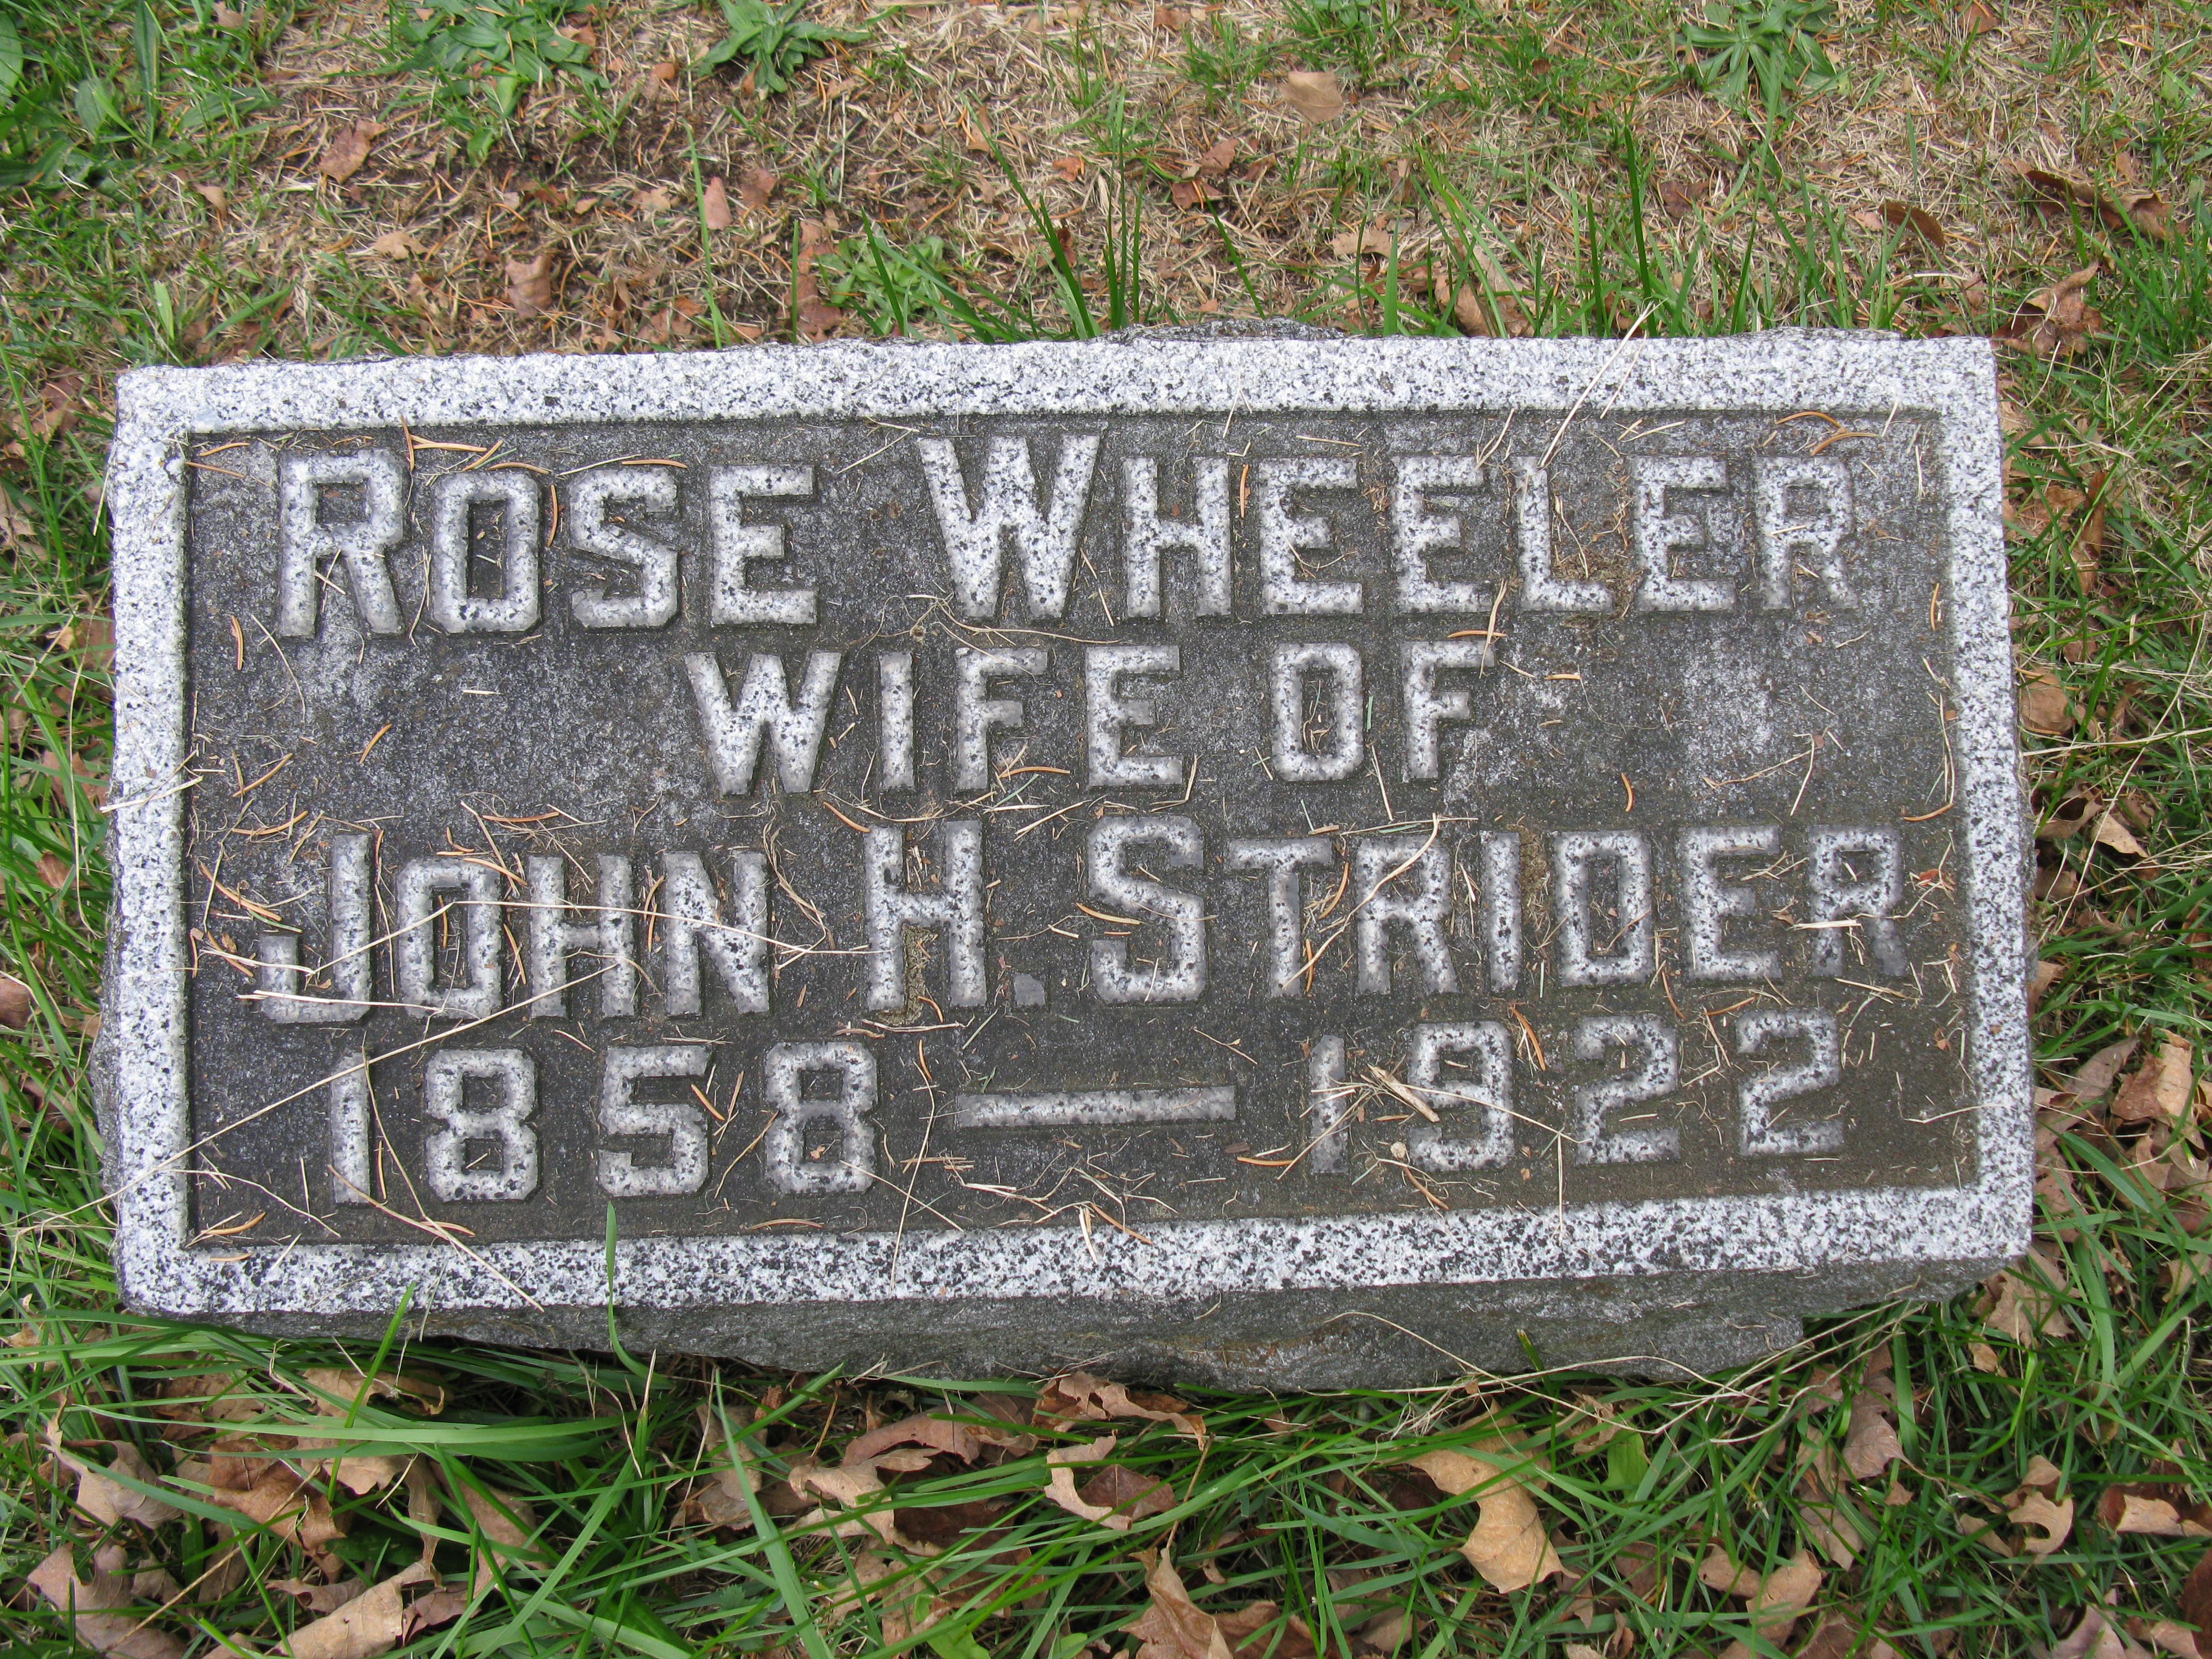 ROSE WHEELER
WIFE OF
JOHN H. STRIDER
1858 — 1922